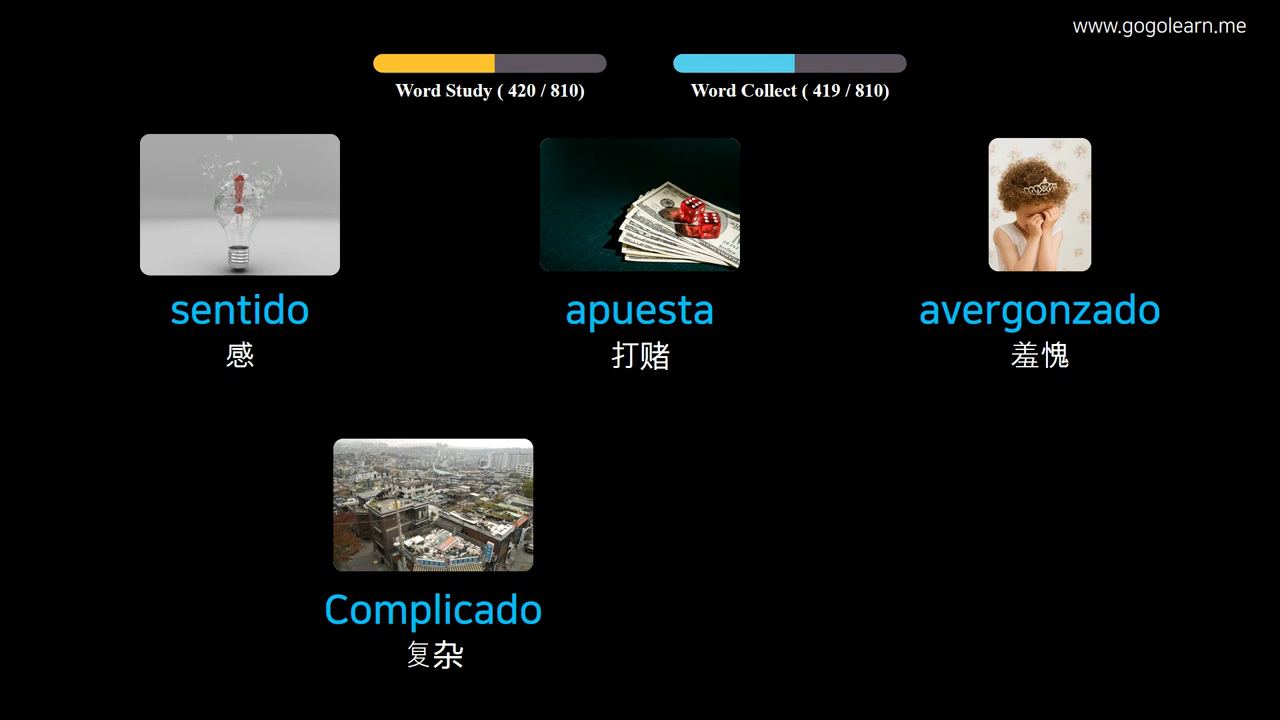 www.gogolearn.me
Word Study ( 420 / 810)
Word Collect ( 419 / 810)
sentido
感
apuesta
打赌
avergonzado
羞愧
Complicado
复杂